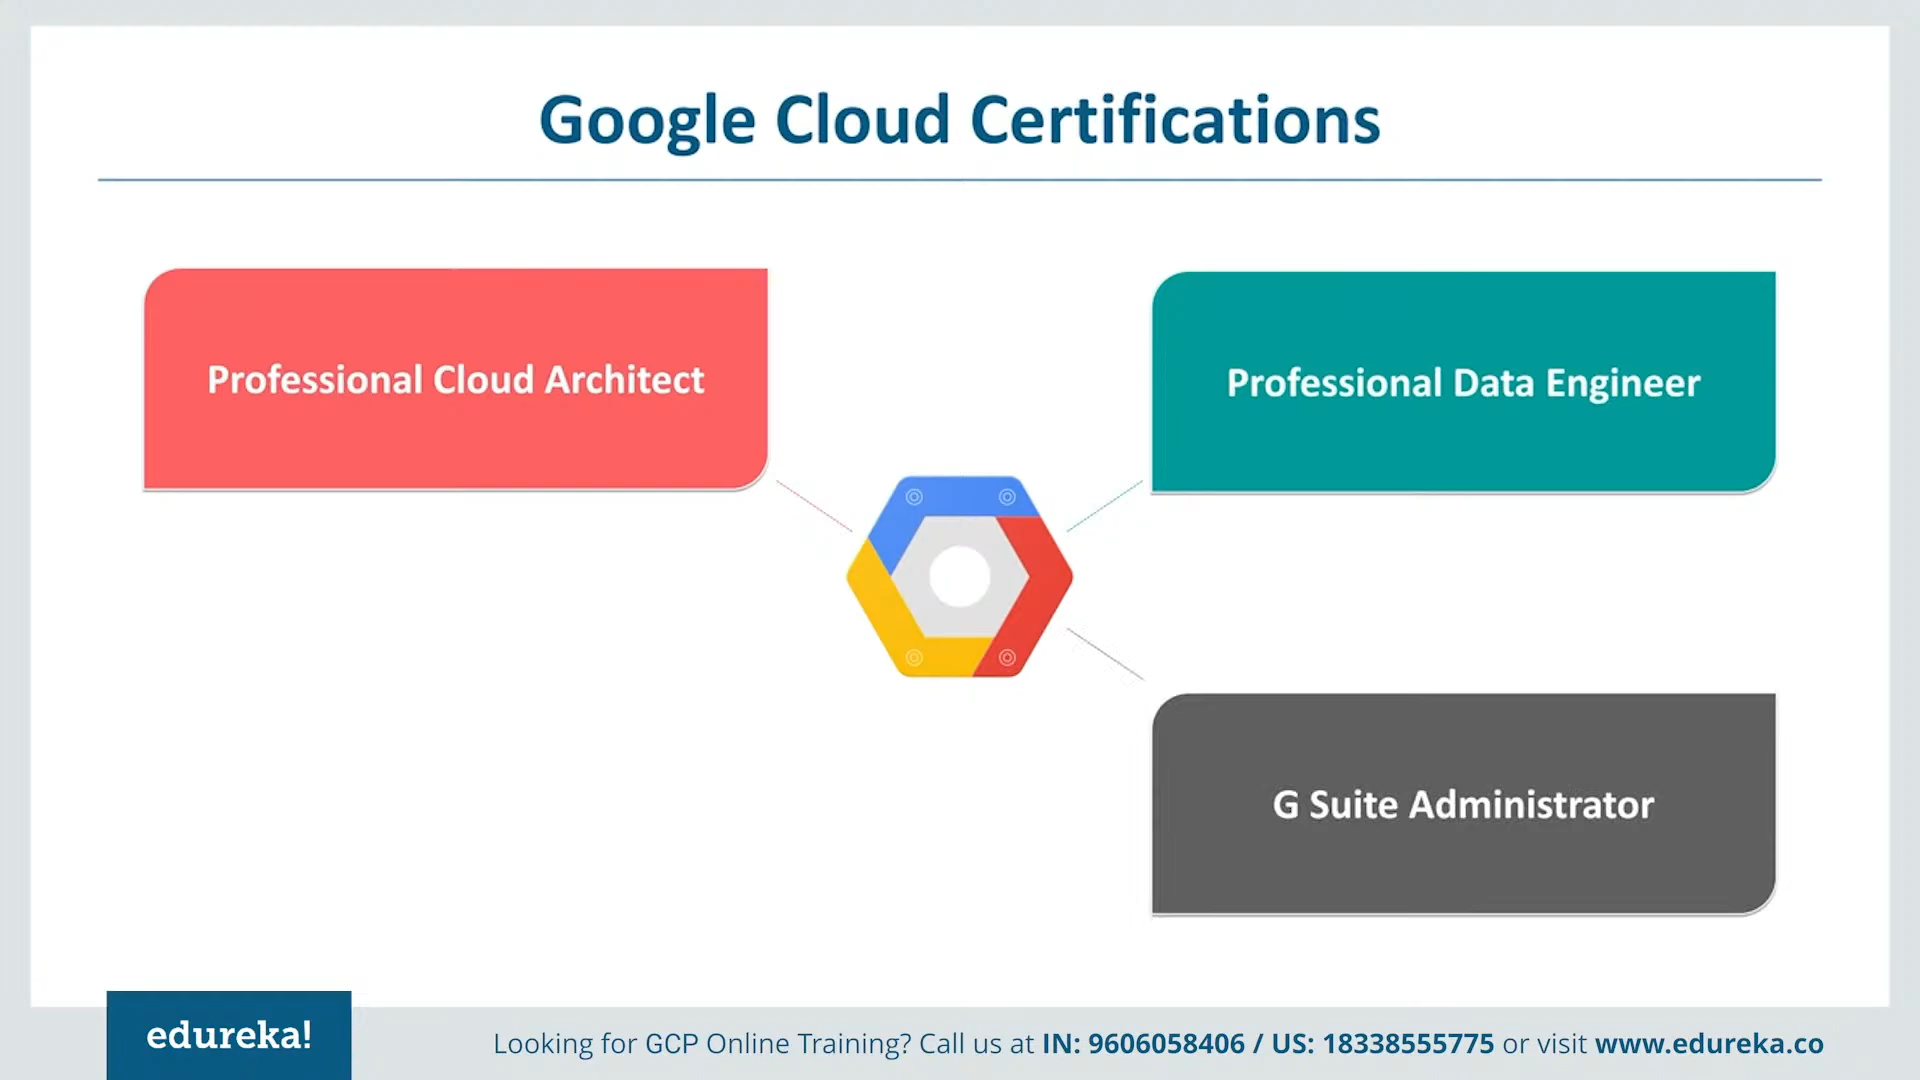 Google Cloud Certifications
Professional Cloud Architect
Professional Data Engineer
G Suite Administrator
edureka!
Looking for GCP Online Training? Call us at IN: 9606058406 / US: 18338555775 or visit www.edureka.co